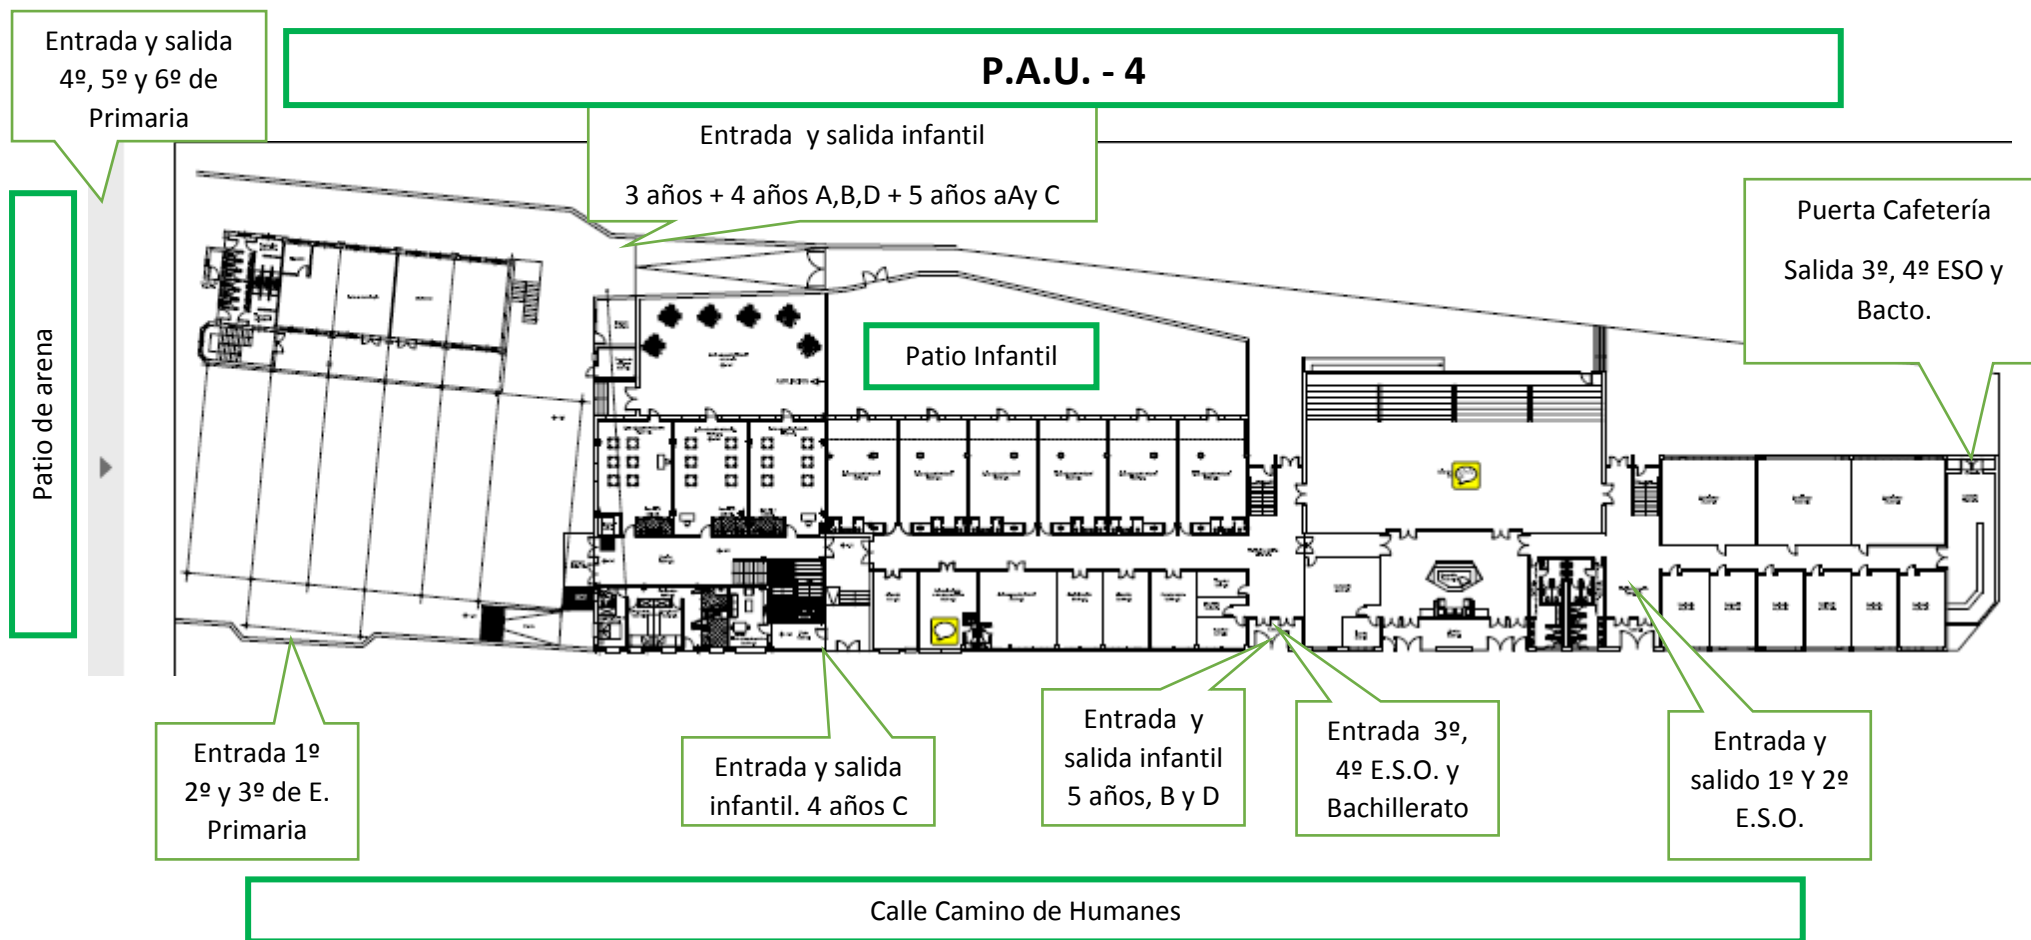 Entrada y salida
4º, 5º y 6º de
Primaria
P.A.U. - 4
Entrada y salida infantil
3 años + 4 años A,B,D + 5 años aAy C
Puerta Cafetería
Salida 3º, 4º ESO y
Bacto.
Patio de arena
Patio Infantil
Entrada 1º
2º y 3º de E.
Primaria
Entrada y salida
infantil. 4 años C
Entrada y
salida infantil
5 años, B y D
Entrada 3º,
4º E.S.O. y
Bachillerato
Entrada y
salido 1º Y 2º
E.S.O.
Calle Camino de Humanes